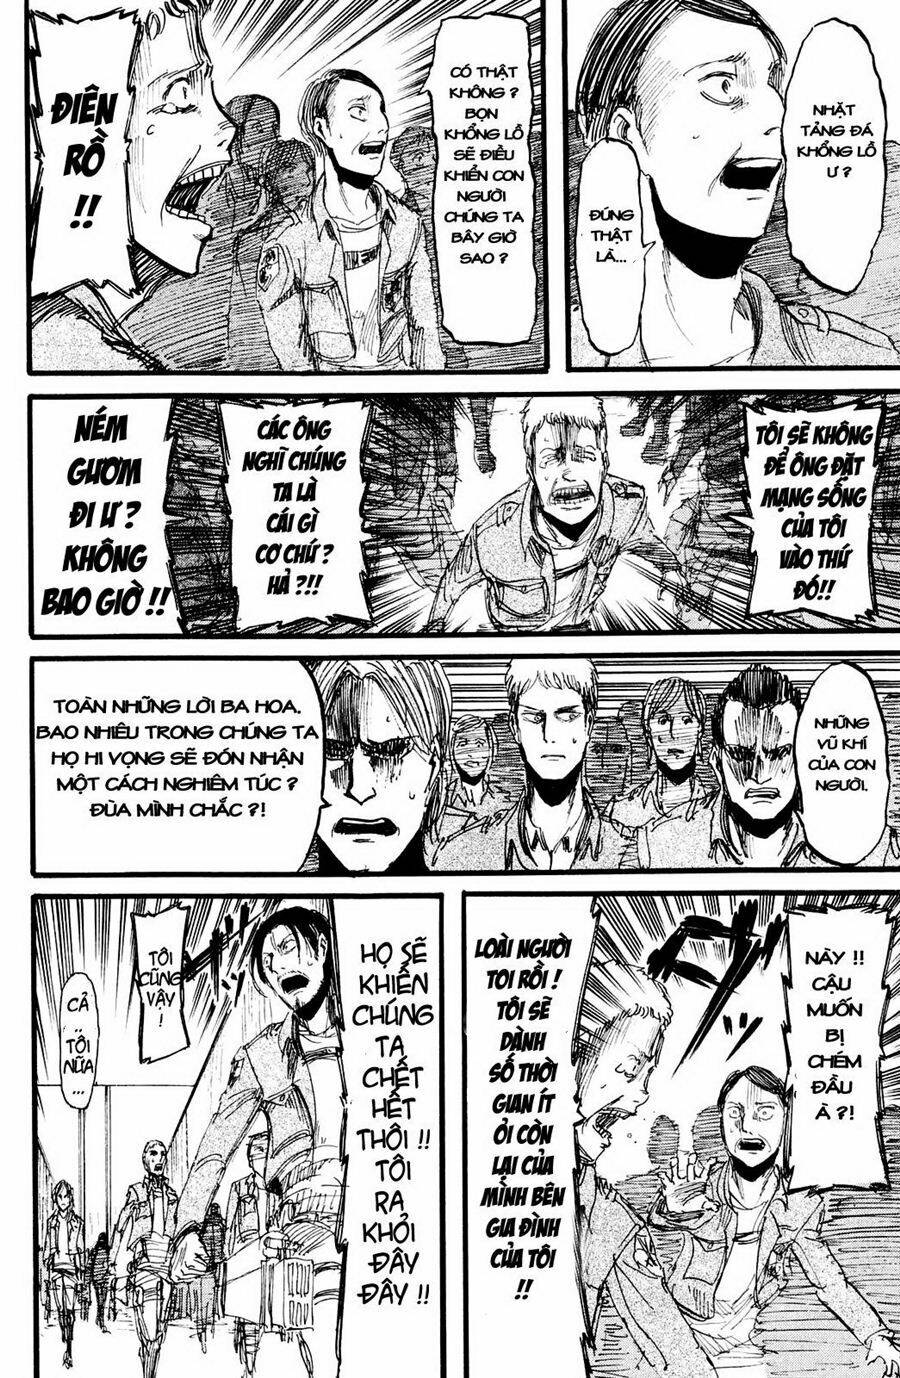 NHẶT
TẢNG ĐÁ
KHỔNG LỒ
Ư ?
ĐÚNG
THẬT
LÀ...
CÓ THẬT
KHÔNG ?
BỌN
KHỔNG LỒ
SẼ ĐIỀU
KHIỂN CON
NGƯỜI
CHÚNG TA
BÂY GIỜ
SAO ?
ĐIÊN
RỒ
!!
TÔI SẼ KHÔNG
ĐỂ ÔNG ĐẶT
MẠNG SỐNG
CỦA TÔI
VÀO THỨ
ĐÓ!!
CÁC ÔNG
NGHĨ CHÚNG
TA LÀ
CÁI GÌ
CƠ CHỨ ?
HẢ ?!!
NÉM
GƯƠM
ĐI Ư ?
KHÔNG
BAO GIỜ !!
NHỮNG
VŨ KHÍ
CỦA CON
NGƯỜI.
TOÀN NHỮNG LỜI BA HOA.
BAO NHIÊU TRONG CHÚNG TA
HỌ HI VỌNG SẼ ĐÓN NHẬN
MỘT CÁCH NGHIÊM TÚC ?
ĐÙA MÌNH CHẮC ?!
NÀY !!
CẬU
MUỐN
BỊ
CHÉM
ĐẦU
À ?!
LOÀI NGƯỜI
TOI RỒI !
TÔI SẼ
DÀNH
SỐ THỜI
GIAN ÍT
ỎI CÒN
LẠI CỦA
MÌNH BÊN
GIA ĐÌNH
CỦA TÔI
!!
HỌ SẼ
KHIẾN
CHÚNG
TA
CHẾT
HẾT
THÔI !!
TÔI
RA
KHỎI
ĐÂY
ĐÂY !!
TÔI
CŨNG
VẬY
!
CẢ
..TÔI
NỮA
...